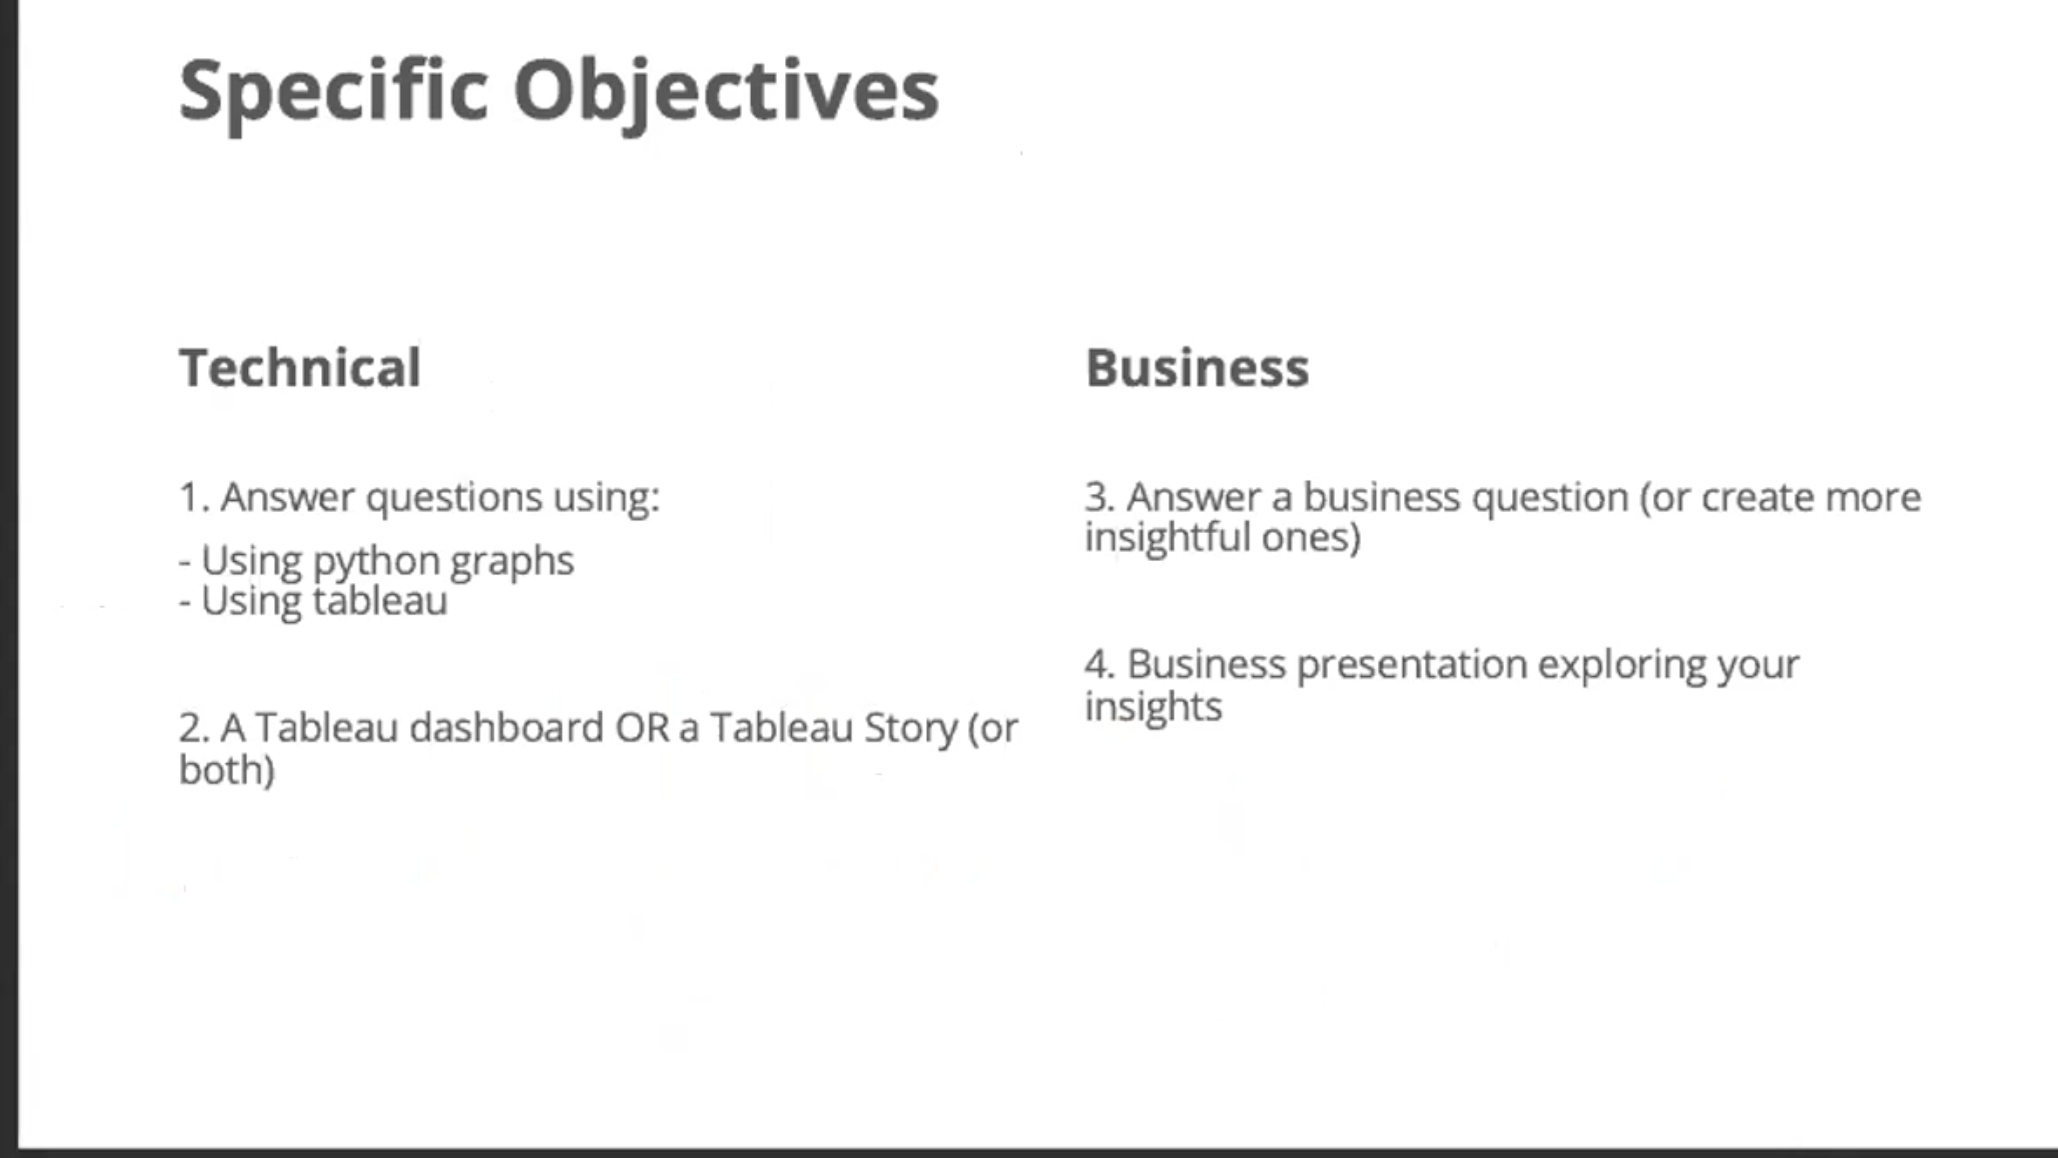 Specific Objectives
Technical
1. Answer questions using:
- Using python graphs
- Using tableau
2. A Tableau dashboard OR a Tableau Story (or
both)
Business
3. Answer a business question (or create more
insightful ones)
4. Business presentation exploring your
insights